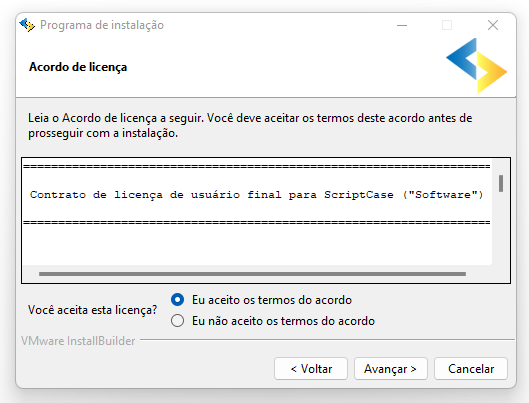 Programa de instalação
Acordo de licença
Leia o Acordo de licença a seguir. Você deve aceitar os termos deste acordo antes de
prosseguir com a instalação.
================================================================
Contrato de licença de usuário final para ScriptCase ("Software")
================================================================
Você aceita esta licença?
Eu aceito os termos do acordo
Eu não aceito os termos do acordo
VMware InstallBuilder
< Voltar
Avançar >
Cancelar